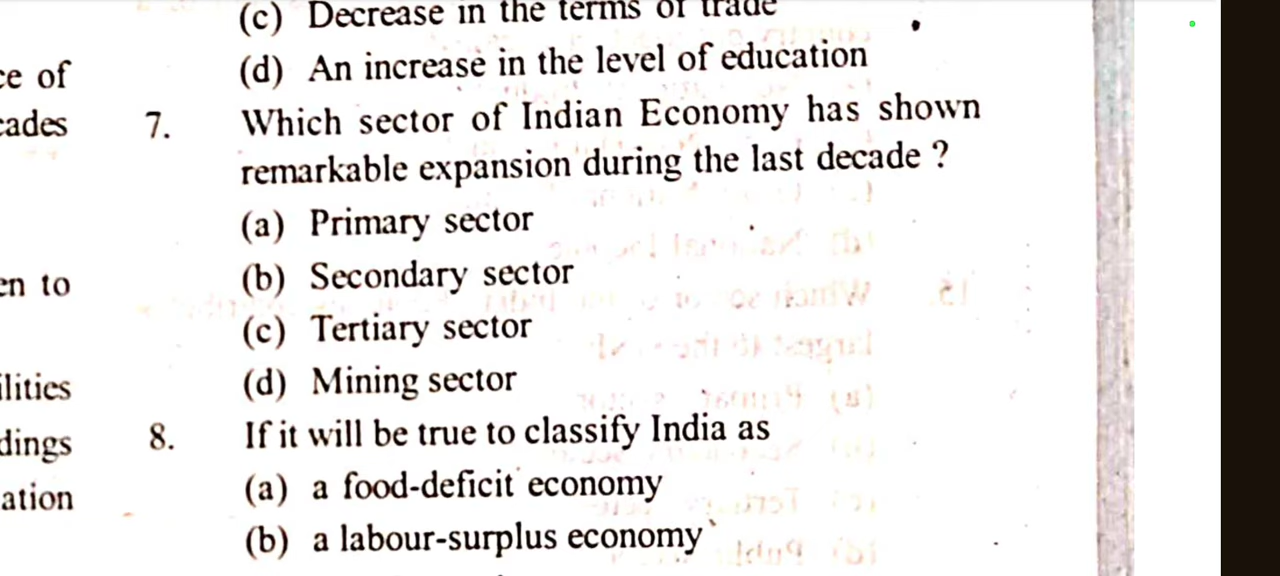 (c) Decrease in the terms of trade
(d) An increase in the level of education
ce of
cades
7. Which sector of Indian Economy has shown
remarkable expansion during the last decade ?
(a) Primary sector
(b) Secondary sector
en to
(c) Tertiary sector
(d) Mining sector
ilities
8. If it will be true to classify India as
dings
(a) a food-deficit economy
ation
(b) a labour-surplus economy